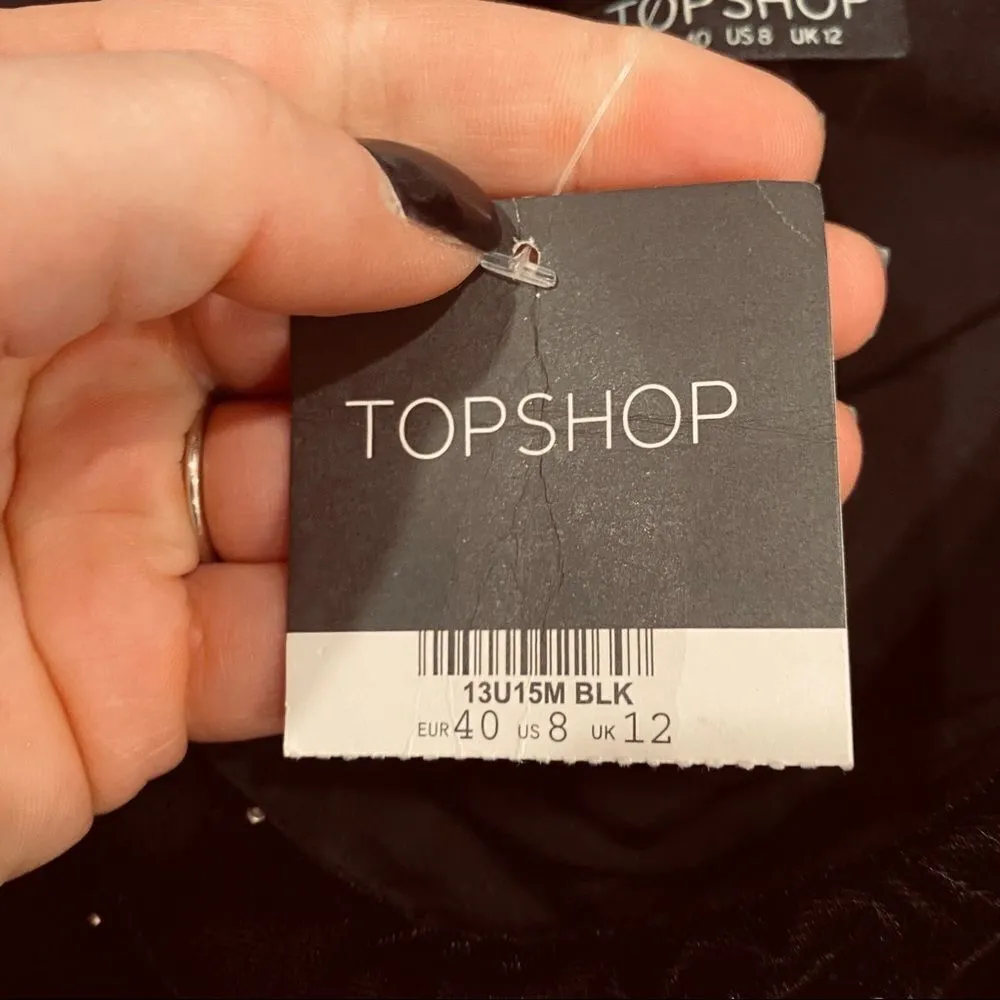 TOPSHOP
40 US 8 UK 12
TOPSHOP
13U15M BLK
EUR 40 US 8 UK 12